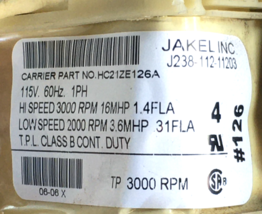 JAKEL INC
J238-112-11203
CARRIER PART NO. HC21ZE126A
115V. 60Hz. 1PH
HI SPEED 3000 RPM 16MHP 1.4FLA
LOW SPEED 2000 RPM 3.6MHP .31FLA
T.P.L. CLASS B CONT. DUTY
4
#126
06-06 X
TP 3000 RPM